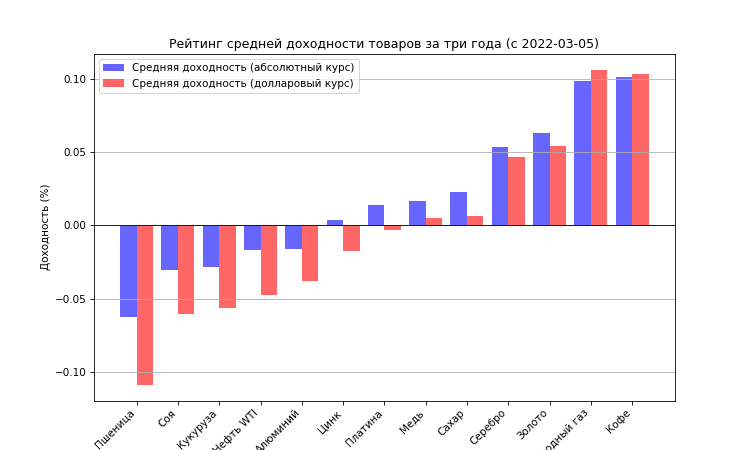 Рейтинг средней доходности товаров за три года (с 2022-03-05)
Средняя доходность (абсолютный курс)
Средняя доходность (долларовый курс)
Доходность (%)
0.10
0.05
0.00
−0.05
−0.10
Пшеница
Соя
Кукуруза
Нефть WTI
Алюминий
Цинк
Платина
Медь
Сахар
Серебро
Золото
одный газ
Кофе